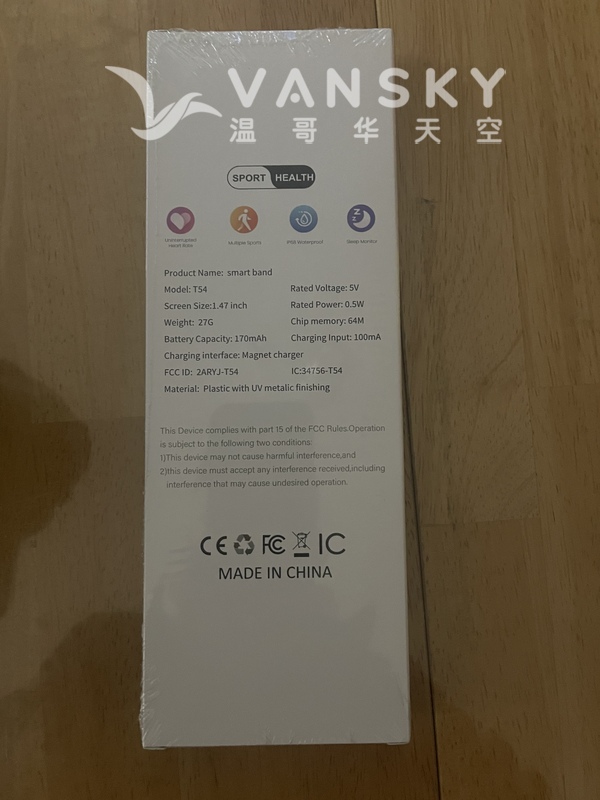 VANSKY
温哥华天空
SPORT HEALTH
Uninterrupted Heart Rate
Multiple Sports
IP68 Waterproof
Sleep Monitor
Product Name: smart band
Model: T54
Rated Voltage: 5V
Screen Size:1.47 inch
Rated Power: 0.5W
Weight: 27G
Chip memory: 64M
Battery Capacity: 170mAh
Charging Input: 100mA
Charging interface: Magnet charger
FCC ID: 2ARYJ-T54
IC:34756-T54
Material: Plastic with UV metalic finishing
This Device complies with part 15 of the FCC Rules.Operation
is subject to the following two conditions:
1)This device may not cause harmful interference,and
2)this device must accept any interference received,including
interference that may cause undesired operation.
CE FC IC
MADE IN CHINA